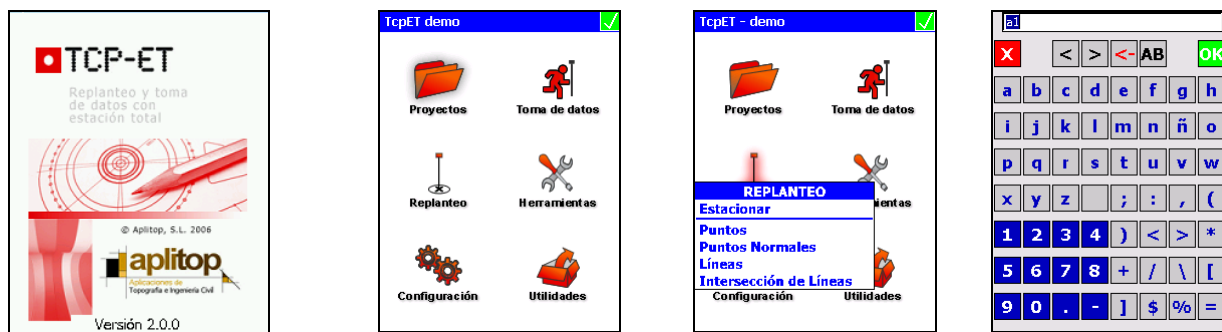 TCP-ET
Replanteo y toma
de datos con
estación total
© Aplitop, S.L. 2006
aplitop
Aplicaciones de
Topografía e Ingeniería Civil
Versión 2.0.0
TcpET demo
Proyectos
Toma de datos
Replanteo
Herramientas
Configuración
Utilidades
TcpET - demo
Proyectos
Toma de datos
REPLANTEO
ientas
Estacionar
Puntos
Puntos Normales
Líneas
Intersección de Líneas
Configuración
Utilidades
a1
X < > <- AB OK
a b c d e f g h
i j k l m n ñ o
p q r s t u v w
x y z ; : , (
1 2 3 4 ) < > *
5 6 7 8 + / \ [
9 0 . - ] $ % =